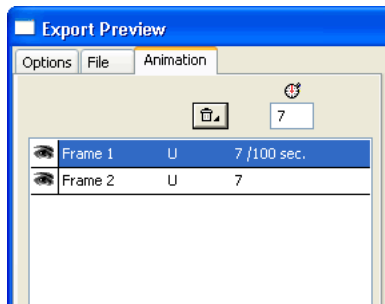 Export Preview
Options File Animation
7
Frame 1 U 7 /100 sec.
Frame 2 U 7